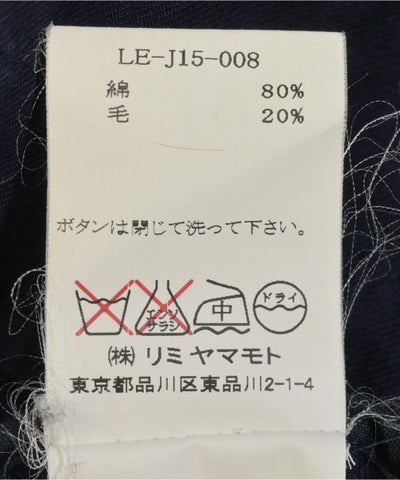 LE-J15-008
綿 80%
毛 20%
ボタンは閉じて洗って下さい。
エンソ サラシ 中 ドライ
㈱ リミヤマモト
東京都品川区東品川2-1-4